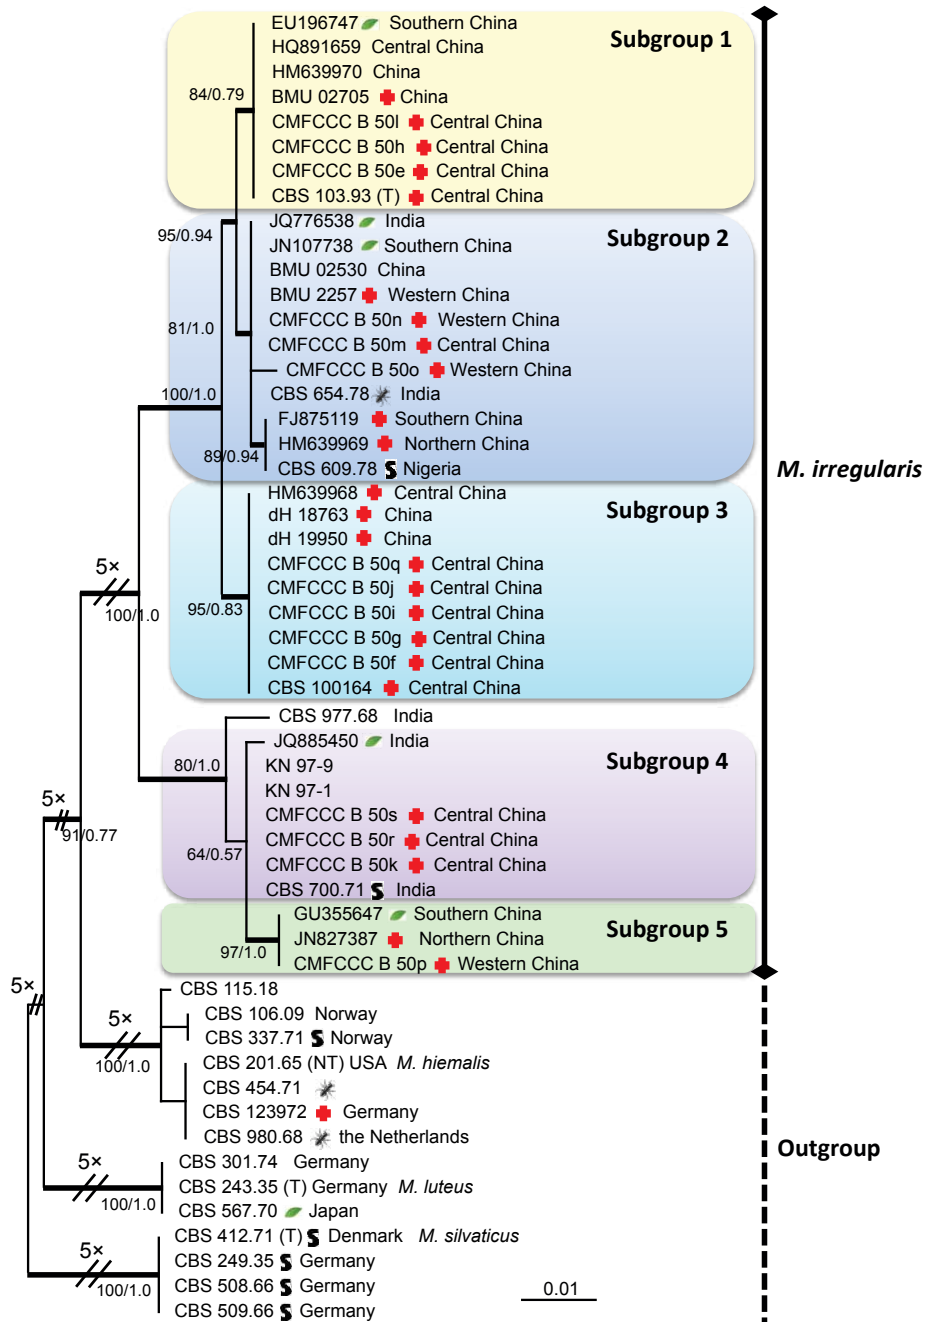 EU196747 Southern China
Subgroup 1
HQ891659 Central China
HM639970 China
84/0.79
BMU 02705 China
CMFCCC B 50l Central China
CMFCCC B 50h Central China
CMFCCC B 50e Central China
CBS 103.93 (T) Central China
JQ776538 India
95/0.94
Subgroup 2
JN107738 Southern China
BMU 02530 China
BMU 2257 Western China
CMFCCC B 50n Western China
81/1.0
CMFCCC B 50m Central China
CMFCCC B 50o Western China
100/1.0
CBS 654.78 India
FJ875119 Southern China
HM639969 Northern China
89/0.94
CBS 609.78 S Nigeria
M. irregularis
HM639968 Central China
Subgroup 3
dH 18763 China
dH 19950 China
CMFCCC B 50q Central China
5×
CMFCCC B 50j Central China
95/0.83
CMFCCC B 50i Central China
100/1.0
CMFCCC B 50g Central China
CMFCCC B 50f Central China
CBS 100164 Central China
CBS 977.68 India
JQ885450 India
Subgroup 4
80/1.0
KN 97-9
KN 97-1
5×
CMFCCC B 50s Central China
91/0.77
CMFCCC B 50r Central China
64/0.57
CMFCCC B 50k Central China
CBS 700.71 S India
GU355647 Southern China
Subgroup 5
JN827387 Northern China
97/1.0
CMFCCC B 50p Western China
5×
CBS 115.18
5×
CBS 106.09 Norway
CBS 337.71 S Norway
100/1.0
CBS 201.65 (NT) USA M. hiemalis
CBS 454.71
CBS 123972 Germany
CBS 980.68 the Netherlands
Outgroup
5×
CBS 301.74 Germany
CBS 243.35 (T) Germany M. luteus
100/1.0
CBS 567.70 Japan
CBS 412.71 (T) S Denmark M. silvaticus
5×
CBS 249.35 S Germany
100/1.0
CBS 508.66 S Germany
0.01
CBS 509.66 S Germany